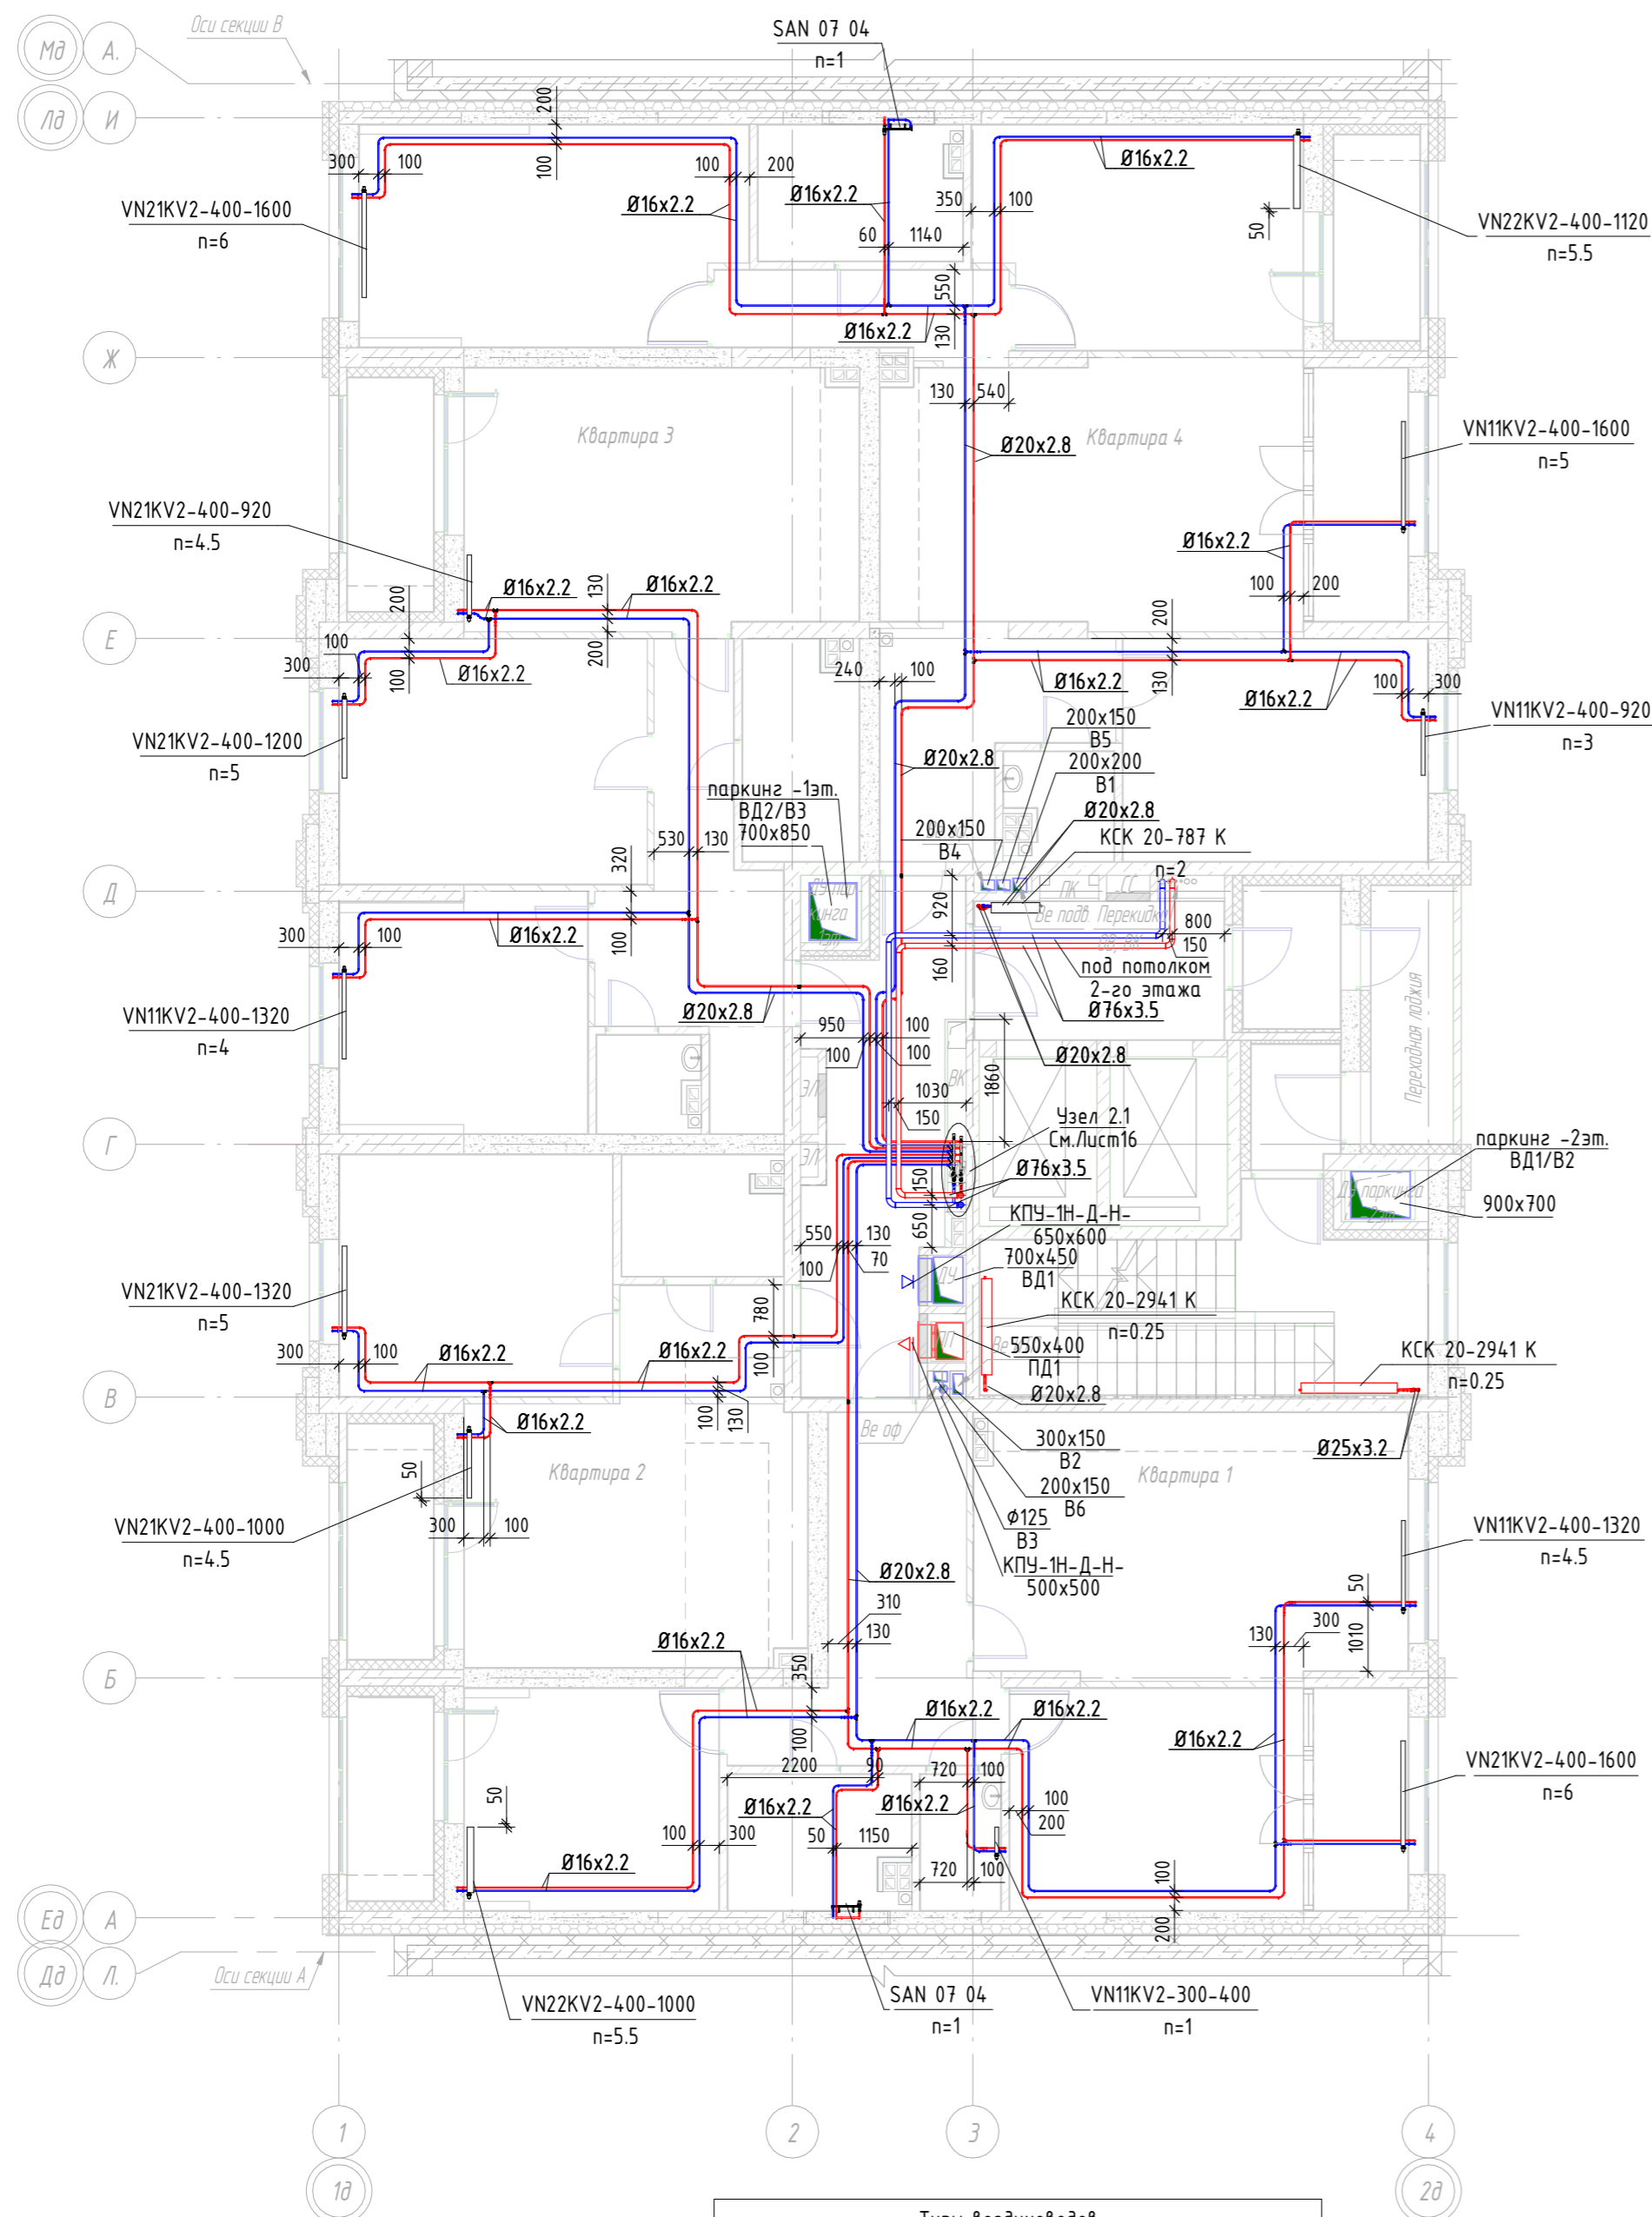 Оси секции В
Мд
А.
Лд
И
SAN 07 04
n=1
200
300
100
100
100
200
Ø16x2.2
Ø16x2.2
Ø16x2.2
350
100
60
1140
50
VN21KV2-400-1600
n=6
VN22KV2-400-1120
n=5.5
550
Ø16x2.2
130
Ж
130
540
Квартира 3
Квартира 4
Ø20x2.8
VN11KV2-400-1600
n=5
VN21KV2-400-920
n=4.5
Ø16x2.2
100
200
Ø16x2.2
130
Ø16x2.2
200
200
Е
100
300
100
Ø16x2.2
200
240
100
Ø16x2.2
130
Ø16x2.2
100
300
VN11KV2-400-920
n=3
VN21KV2-400-1200
n=5
200x150
В5
200x200
В1
Ø20x2.8
Ø20x2.8
КСК 20-787 К
паркинг -1эт.
ВД2/В3
700x850
200x150
В4
530
130
320
n=2
Д
ПК
ГС
920
Ве подв.
800
150
300
100
Ø16x2.2
100
160
под потолком
2-го этажа
Ø76x3.5
Переходная лоджия
VN11KV2-400-1320
n=4
Ø20x2.8
950
100
100
100
Ø20x2.8
1860
ВК
ЭЛ
1030
150
Узел 2.1
См.Лист16
Г
ЭЛ
Ø76x3.5
150
паркинг -2эт.
ВД1/В2
900x700
550
130
100
70
650
КПУ-1Н-Д-Н-
650x600
ДУ
700x450
ВД1
VN21KV2-400-1320
n=5
780
КСК 20-2941 К
n=0.25
550x400
ПД1
Ø20x2.8
КСК 20-2941 К
n=0.25
300
100
Ø16x2.2
Ø16x2.2
100
В
100
130
Ø16x2.2
Ве оф
300x150
В2
Ø25x3.2
Квартира 2
Квартира 1
50
200x150
В6
ϕ125
В3
КПУ-1Н-Д-Н-
500x500
VN21KV2-400-1000
n=4.5
300
100
VN11KV2-400-1320
n=4.5
Ø20x2.8
310
130
50
130
300
1010
Ø16x2.2
350
Б
100
Ø16x2.2
Ø16x2.2
Ø16x2.2
2200
90
720
100
VN21KV2-400-1600
n=6
50
Ø16x2.2
Ø16x2.2
100
200
100
300
50
1150
Ø16x2.2
720
100
100
200
Ед
А
Дд
Л.
Оси секции А
VN22KV2-400-1000
n=5.5
SAN 07 04
n=1
VN11KV2-300-400
n=1
1
2
3
4
1д
2д